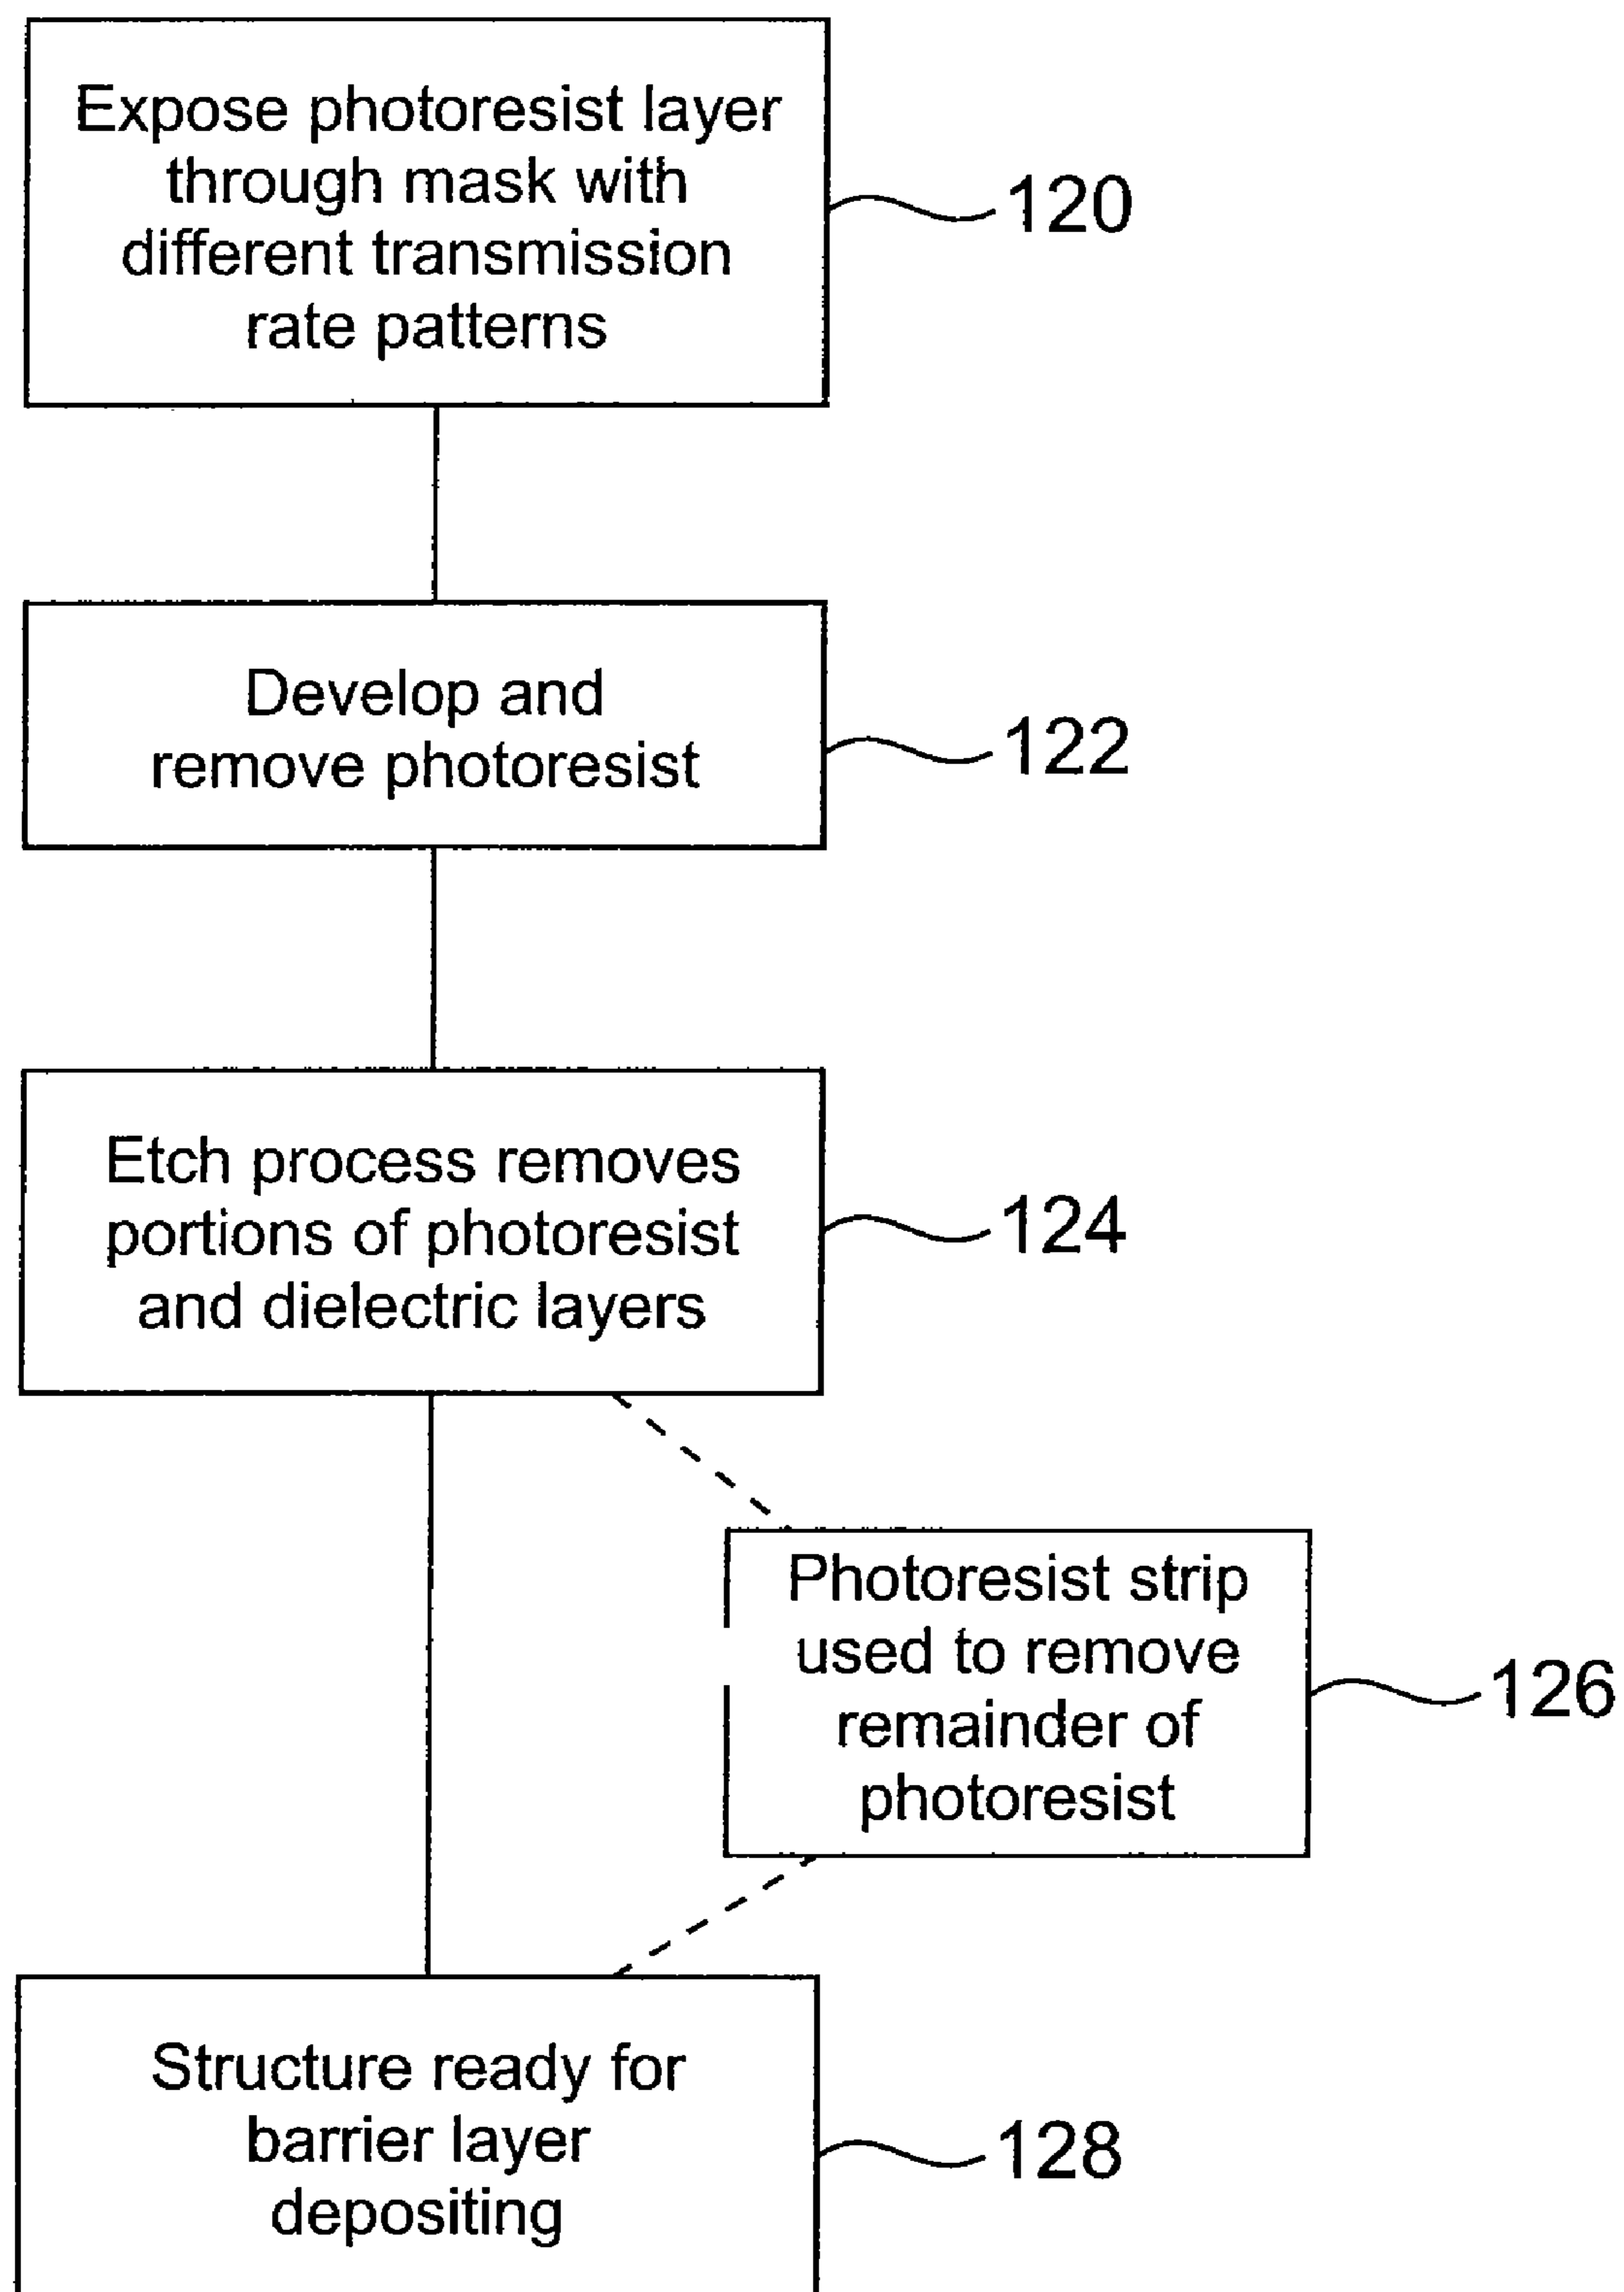 Expose photoresist layer
through mask with
different transmission
rate patterns
120
Develop and
remove photoresist
122
Etch process removes
portions of photoresist
and dielectric layers
124
Photoresist strip
used to remove
remainder of
photoresist
126
Structure ready for
barrier layer
depositing
128